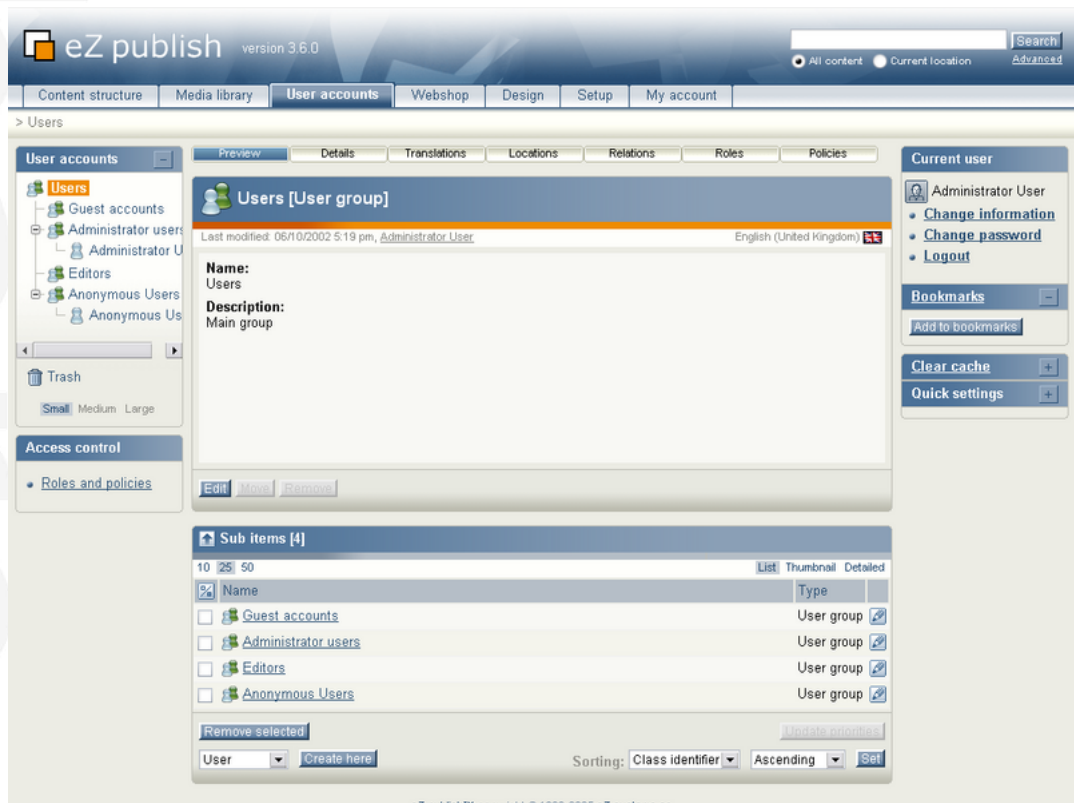 eZ publish version 3.6.0
Search
All content Current location Advanced
Content structure Media library User accounts Webshop Design Setup My account
> Users
User accounts
Users
Guest accounts
Administrator users
Administrator U
Editors
Anonymous Users
Anonymous Us
Trash
Small Medium Large
Access control
Roles and policies
Preview Details Translations Locations Relations Roles Policies
Users [User group]
Last modified: 06/10/2002 5:19 pm, Administrator User English (United Kingdom)
Name:
Users
Description:
Main group
Edit Move Remove
Sub items [4]
10 25 50 List Thumbnail Detailed
Name Type
Guest accounts User group
Administrator users User group
Editors User group
Anonymous Users User group
Remove selected Update priorities
User Create here Sorting: Class identifier Ascending Set
Current user
Administrator User
Change information
Change password
Logout
Bookmarks
Add to bookmarks
Clear cache
Quick settings